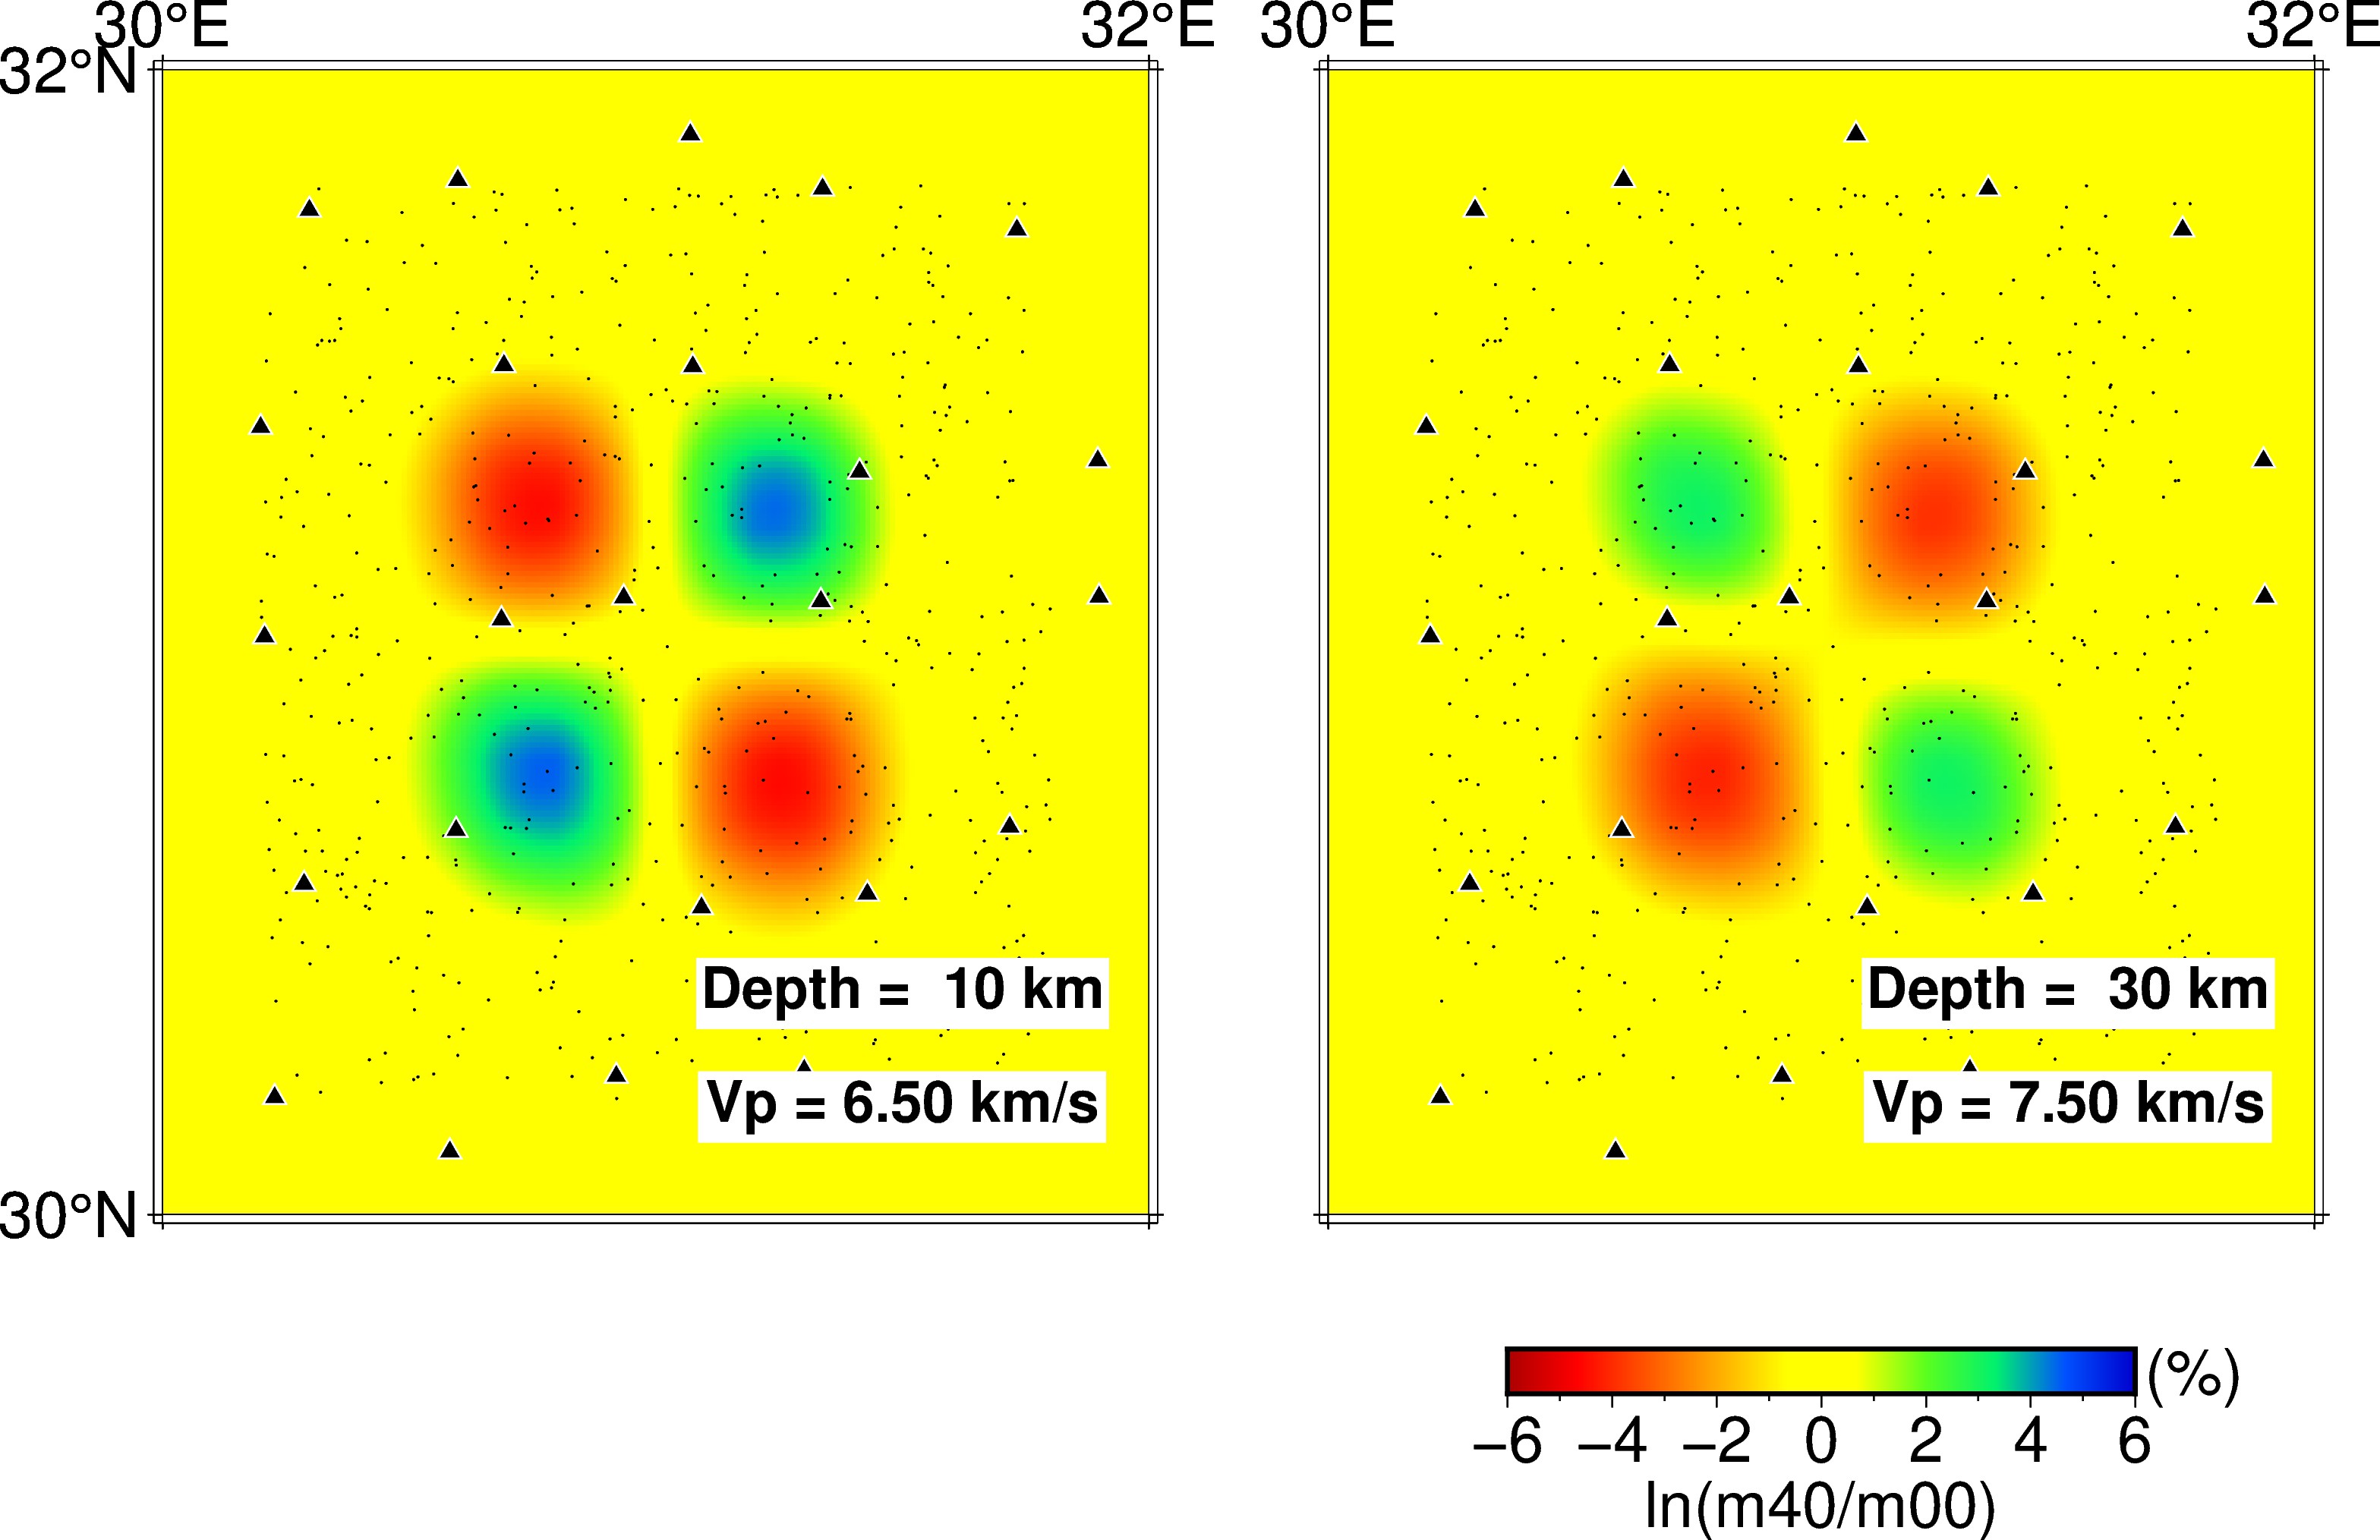 30°E 32°E 30°E 32°E
32°N
Depth = 10 km Depth = 30 km
Vp = 6.50 km/s Vp = 7.50 km/s
30°N
(%)
−6 −4 −2 0 2 4 6
ln(m40/m00)